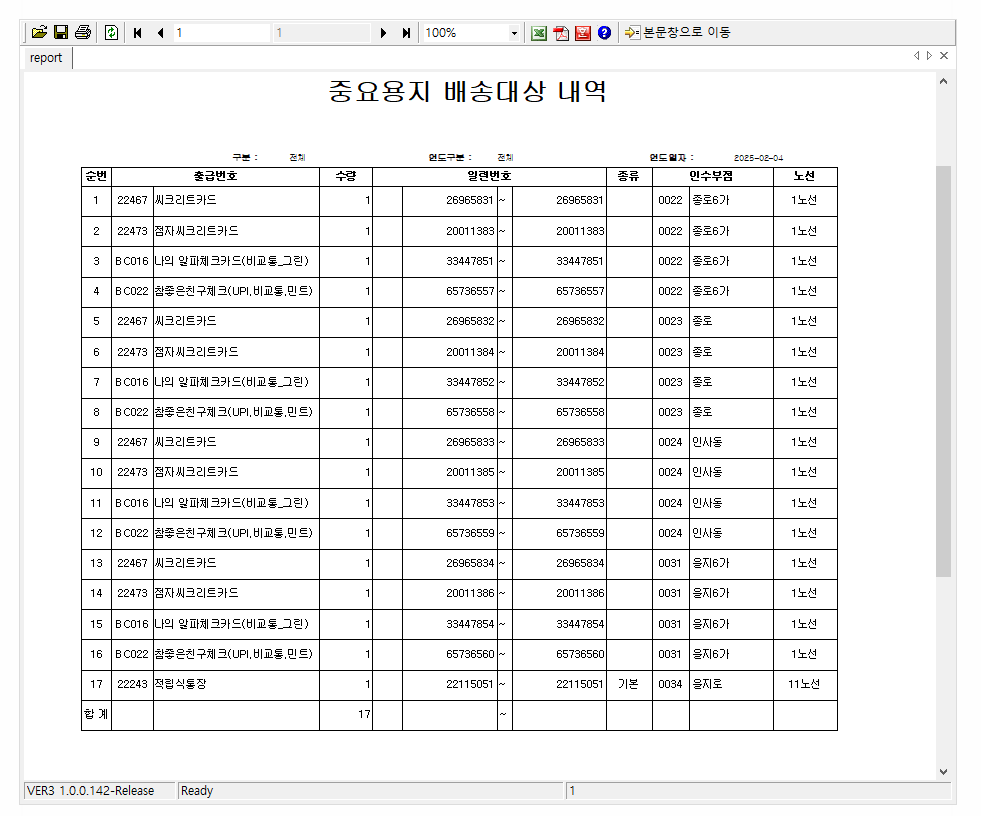 1 1 100% 본문창으로 이동
report
중요용지 배송대상 내역
구분 : 전체 연도구분 : 전체 연도일자 : 2025-02-04
순번 출급번호 수량 일련번호 종류 인수부점 노선
1 22467 씨크리트카드 1 26965831 ~ 26965831 0022 종로6가 1노선
2 22473 점자씨크리트카드 1 20011383 ~ 20011383 0022 종로6가 1노선
3 BC016 나의 알파체크카드(비교통_그린) 1 33447851 ~ 33447851 0022 종로6가 1노선
4 BC022 참좋은친구체크(UPI,비교통,민트) 1 65736557 ~ 65736557 0022 종로6가 1노선
5 22467 씨크리트카드 1 26965832 ~ 26965832 0023 종로 1노선
6 22473 점자씨크리트카드 1 20011384 ~ 20011384 0023 종로 1노선
7 BC016 나의 알파체크카드(비교통_그린) 1 33447852 ~ 33447852 0023 종로 1노선
8 BC022 참좋은친구체크(UPI,비교통,민트) 1 65736558 ~ 65736558 0023 종로 1노선
9 22467 씨크리트카드 1 26965833 ~ 26965833 0024 인사동 1노선
10 22473 점자씨크리트카드 1 20011385 ~ 20011385 0024 인사동 1노선
11 BC016 나의 알파체크카드(비교통_그린) 1 33447853 ~ 33447853 0024 인사동 1노선
12 BC022 참좋은친구체크(UPI,비교통,민트) 1 65736559 ~ 65736559 0024 인사동 1노선
13 22467 씨크리트카드 1 26965834 ~ 26965834 0031 을지6가 1노선
14 22473 점자씨크리트카드 1 20011386 ~ 20011386 0031 을지6가 1노선
15 BC016 나의 알파체크카드(비교통_그린) 1 33447854 ~ 33447854 0031 을지6가 1노선
16 BC022 참좋은친구체크(UPI,비교통,민트) 1 65736560 ~ 65736560 0031 을지6가 1노선
17 22243 적립식통장 1 22115051 ~ 22115051 기본 0034 을지로 11노선
합 계 17 ~
VER3 1.0.0.142-Release Ready 1